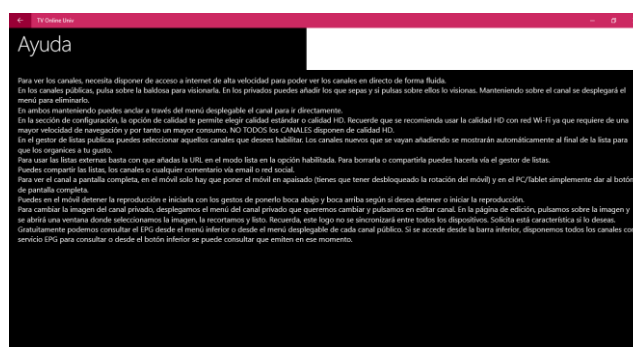 TV Online Univ
Ayuda
Para ver los canales, necesita disponer de acceso a internet de alta velocidad para poder ver los canales en directo de forma fluida.
En los canales públicas, pulsa sobre la baldosa para visionarla. En los privados puedes añadir los que sepas y si pulsas sobre ellos lo visionas. Manteniendo sobre el canal se desplegará el
menú para eliminarlo.
En ambos manteniendo puedes anclar a través del menú desplegable el canal para ir directamente.
En la sección de configuración, la opción de calidad te permite elegir calidad estándar o calidad HD. Recuerde que se recomienda usar la calidad HD con red Wi-Fi ya que requiere de una
mayor velocidad de navegación y por tanto un mayor consumo. NO TODOS los CANALES disponen de calidad HD.
En el gestor de listas publicas puedes seleccionar aquellos canales que desees habilitar. Los canales nuevos que se vayan añadiendo se mostrarán automáticamente al final de la lista para
que los organices a tu gusto.
Para usar las listas externas basta con que añadas la URL en el modo lista en la opción habilitada. Para borrarla o compartirla puedes hacerla vía el gestor de listas.
Puedes compartir las listas, los canales o cualquier comentario vía email o red social.
Para ver el canal a pantalla completa, en el móvil solo hay que poner el móvil en apaisado (tienes que tener desbloqueado la rotación del móvil) y en el PC/Tablet simplemente dar al botón
de pantalla completa.
Puedes en el móvil detener la reproducción e iniciarla con los gestos de ponerlo boca abajo y boca arriba según si desea detener o iniciar la reproducción.
Para cambiar la imagen del canal privado, desplegamos el menú del canal privado que queremos cambiar y pulsamos en editar canal. En la página de edición, pulsamos sobre la imagen y
se abrirá una ventana donde seleccionamos la imagen, la recortamos y listo. Recuerda, este logo no se sincronizará entre todos los dispositivos. Solicita está característica si lo deseas.
Gratuitamente podemos consultar el EPG desde el menú inferior o desde el menú desplegable de cada canal público. Si se accede desde la barra inferior, disponemos todos los canales con
servicio EPG para consultar o desde el botón inferior se puede consultar que emiten en ese momento.